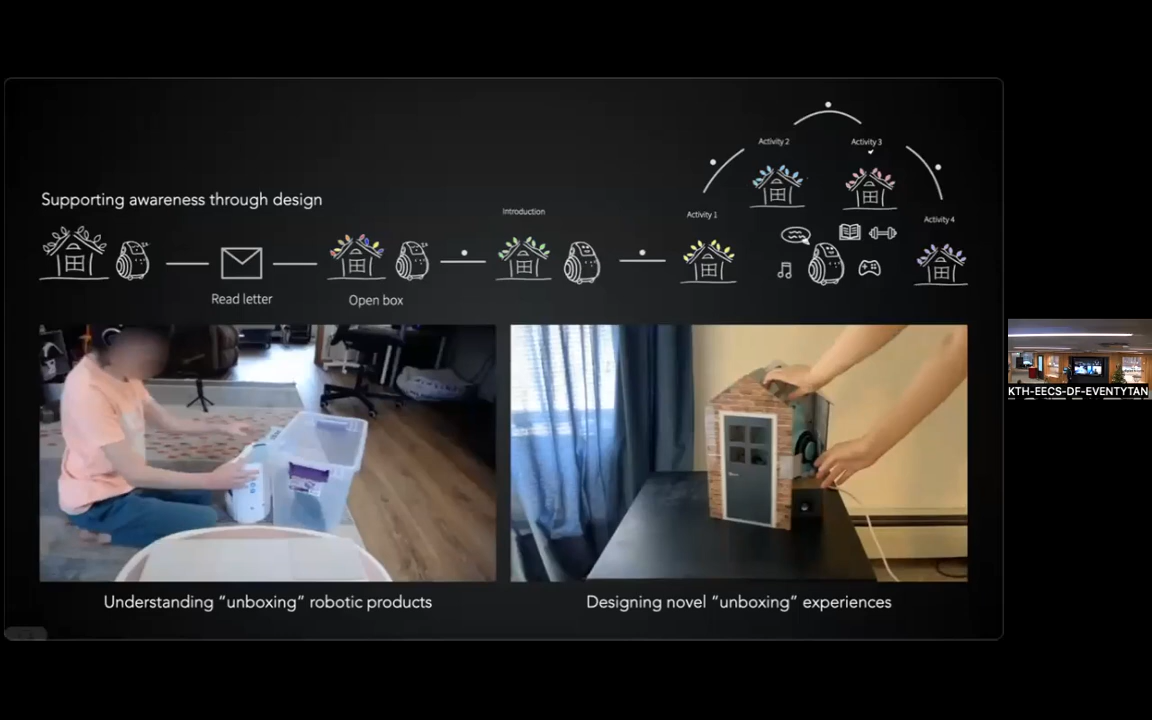 Supporting awareness through design
Read letter
Open box
Introduction
Activity 1
Activity 2
Activity 3
Activity 4
Understanding “unboxing” robotic products
Designing novel “unboxing” experiences
KTH-EECS-DF-EVENTYTAN